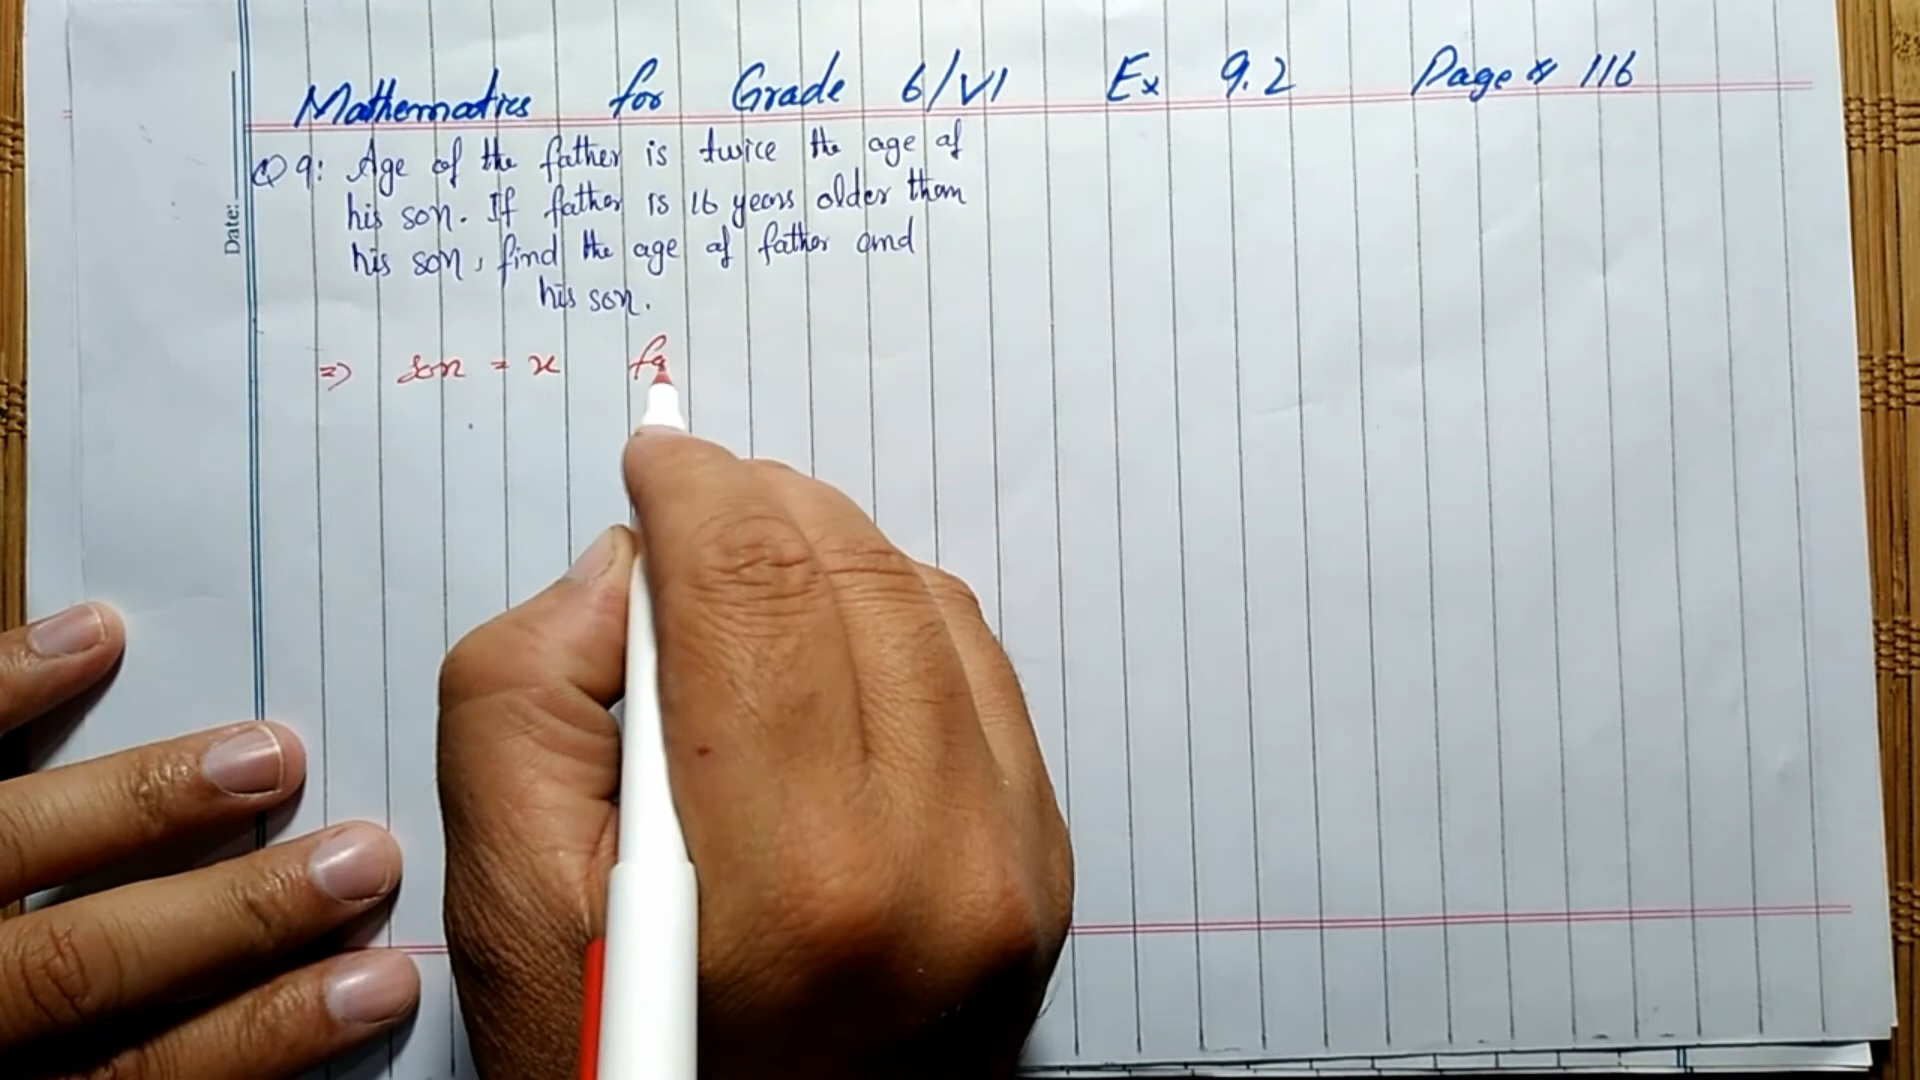 Mathematics for Grade 6/VI Ex 9.2 Page # 116
Date:
Q9: Age of the father is twice the age of
his son. If father is 16 years older than
his son, find the age of father and
his son.
=> son = x fa